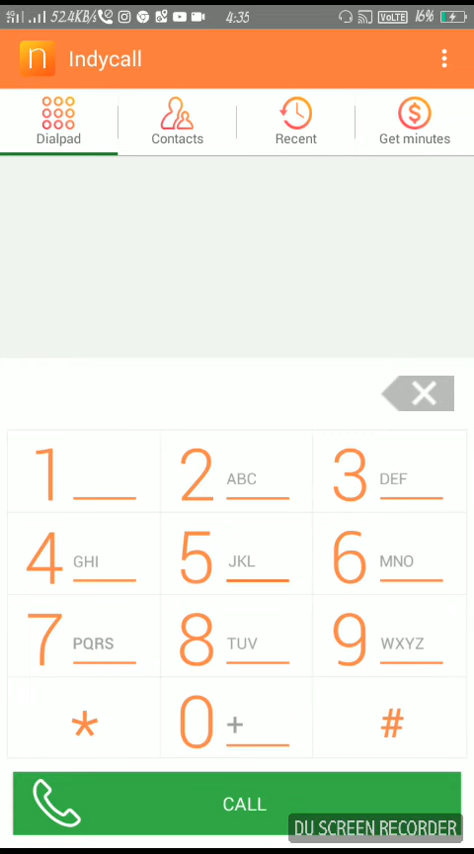 4G 52.4KB/s 4:35 VoLTE 16%
n Indycall
Dialpad Contacts Recent Get minutes
1 2 ABC 3 DEF
4 GHI 5 JKL 6 MNO
7 PQRS 8 TUV 9 WXYZ
* 0 + #
CALL
DU SCREEN RECORDER